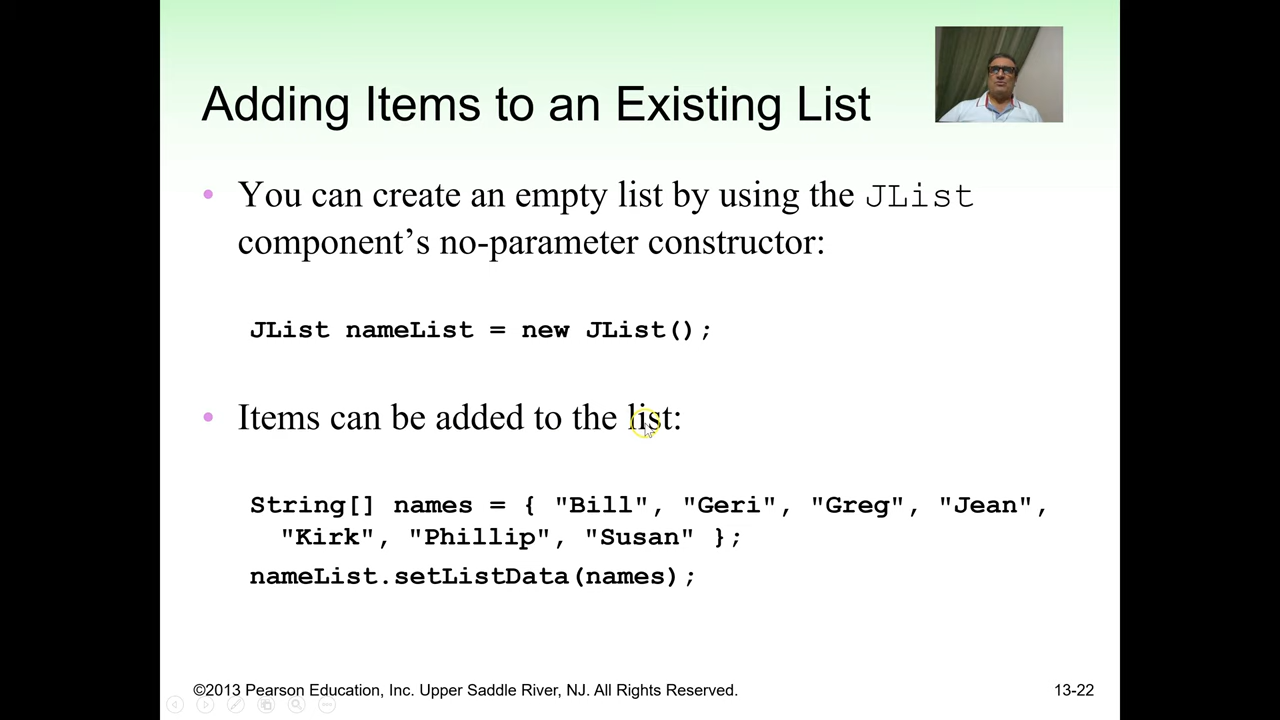 Adding Items to an Existing List
• You can create an empty list by using the JList
component’s no-parameter constructor:
JList nameList = new JList();
• Items can be added to the list:
String[] names = { "Bill", "Geri", "Greg", "Jean",
"Kirk", "Phillip", "Susan" };
nameList.setListData(names);
©2013 Pearson Education, Inc. Upper Saddle River, NJ. All Rights Reserved.
13-22